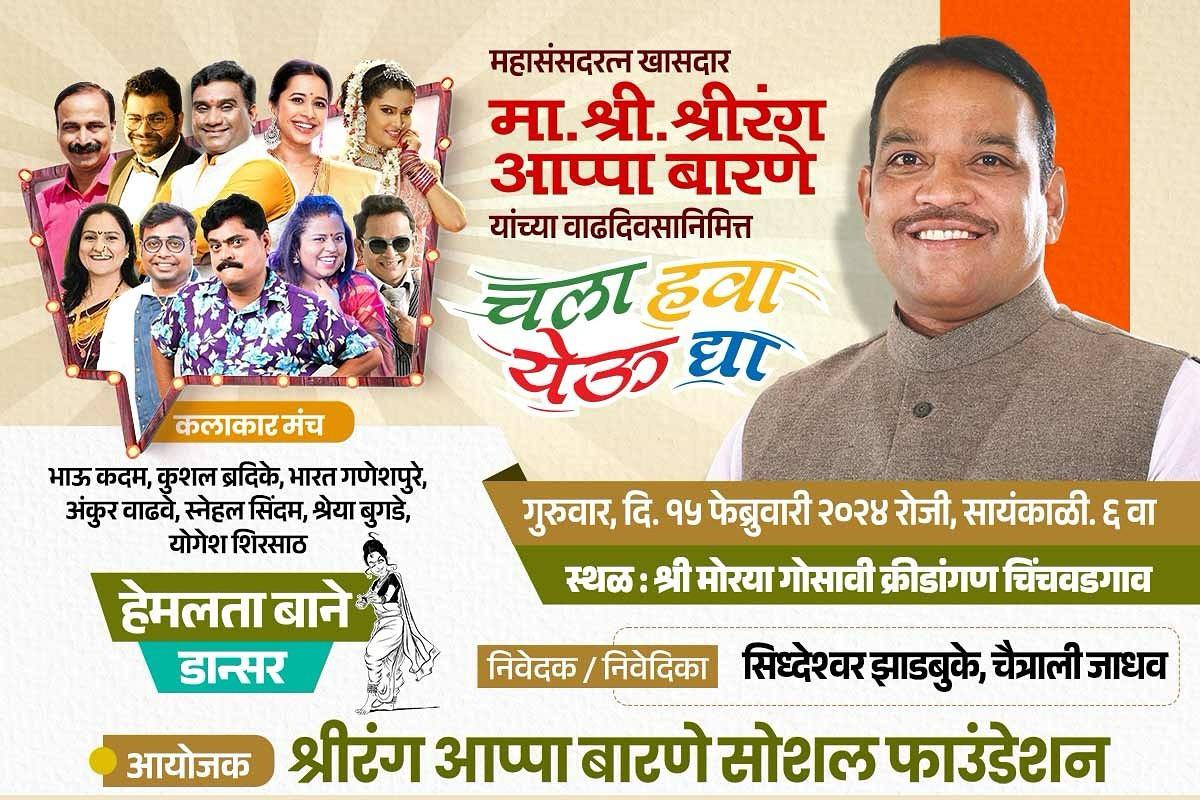 महासंसदरत्न खासदार
मा.श्री.श्रीरंग
आप्पा बारणे
यांच्या वाढदिवसानिमित्त
चला हवा
येऊ द्या
कलाकार मंच
भाऊ कदम, कुशल ब्रदिके, भारत गणेशपुरे,
अंकुर वाढवे, स्नेहल सिंदम, श्रेया बुगडे,
योगेश शिरसाठ
हेमलता बाने
डान्सर
गुरुवार, दि. १५ फेब्रुवारी २०२४ रोजी, सायंकाळी. ६ वा
स्थळ : श्री मोरया गोसावी क्रीडांगण चिंचवडगाव
निवेदक / निवेदिका सिध्देश्वर झाडबुके, चैत्राली जाधव
आयोजक श्रीरंग आप्पा बारणे सोशल फाउंडेशन